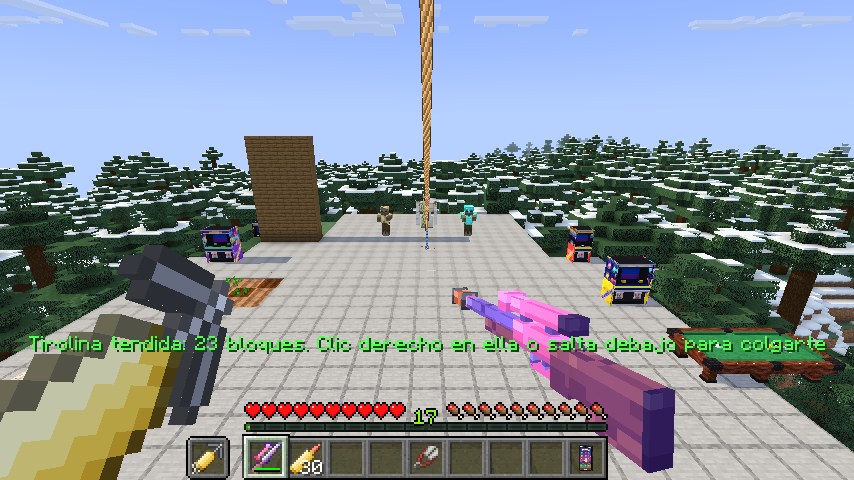 Tirolina tendida: 23 bloques. Clic derecho en ella o salta debajo para colgarte
17
30